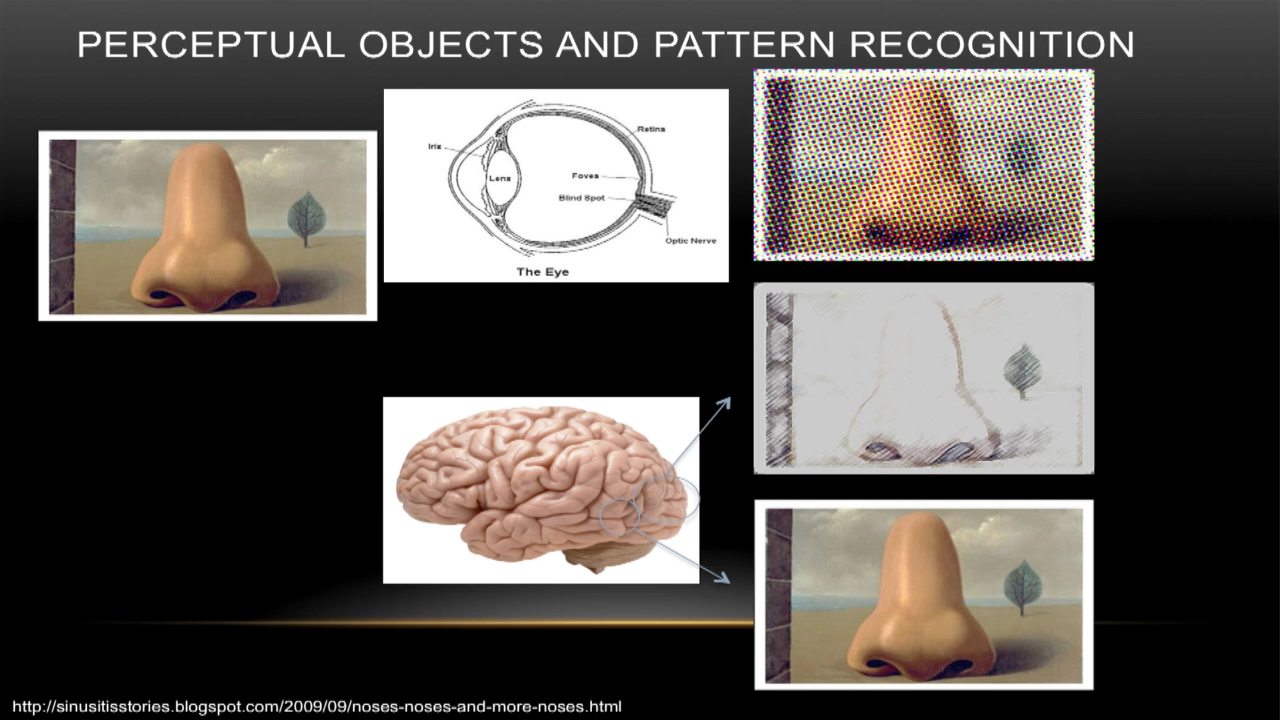 PERCEPTUAL OBJECTS AND PATTERN RECOGNITION
Retina
Iris
Lens
Fovea
Blind Spot
Optic Nerve
The Eye
http://sinusitisstories.blogspot.com/2009/09/noses-noses-and-more-noses.html